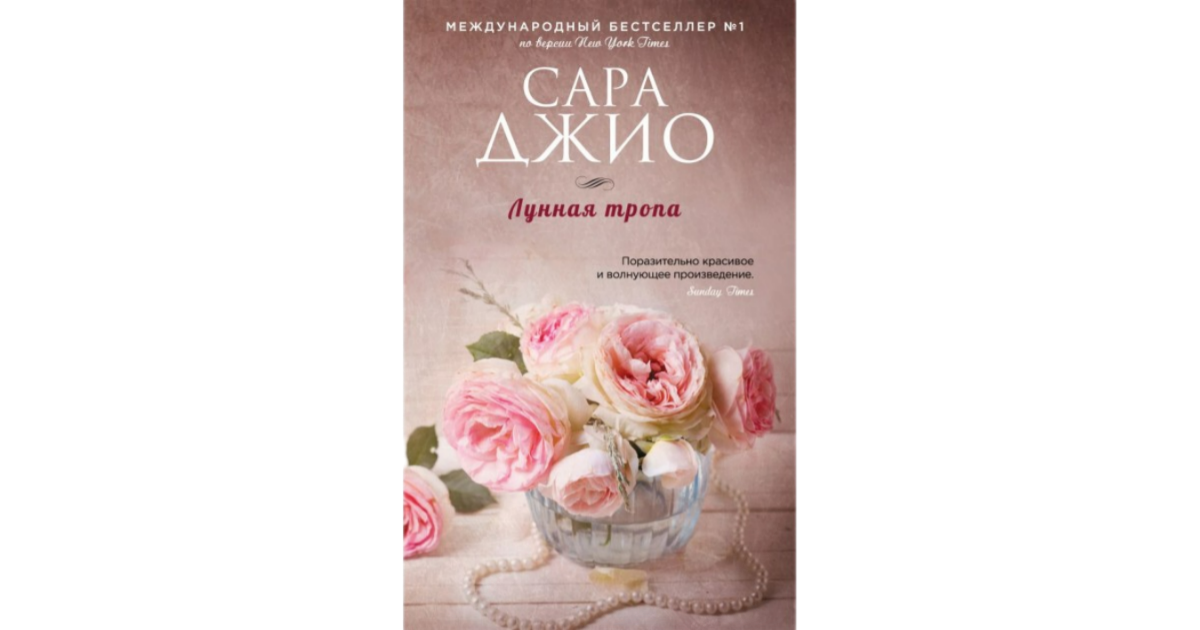 МЕЖДУНАРОДНЫЙ БЕСТСЕЛЛЕР №1
по версии New York Times
САРА
ДЖИО
Лунная тропа
Поразительно красивое
и волнующее произведение.
Sunday Times